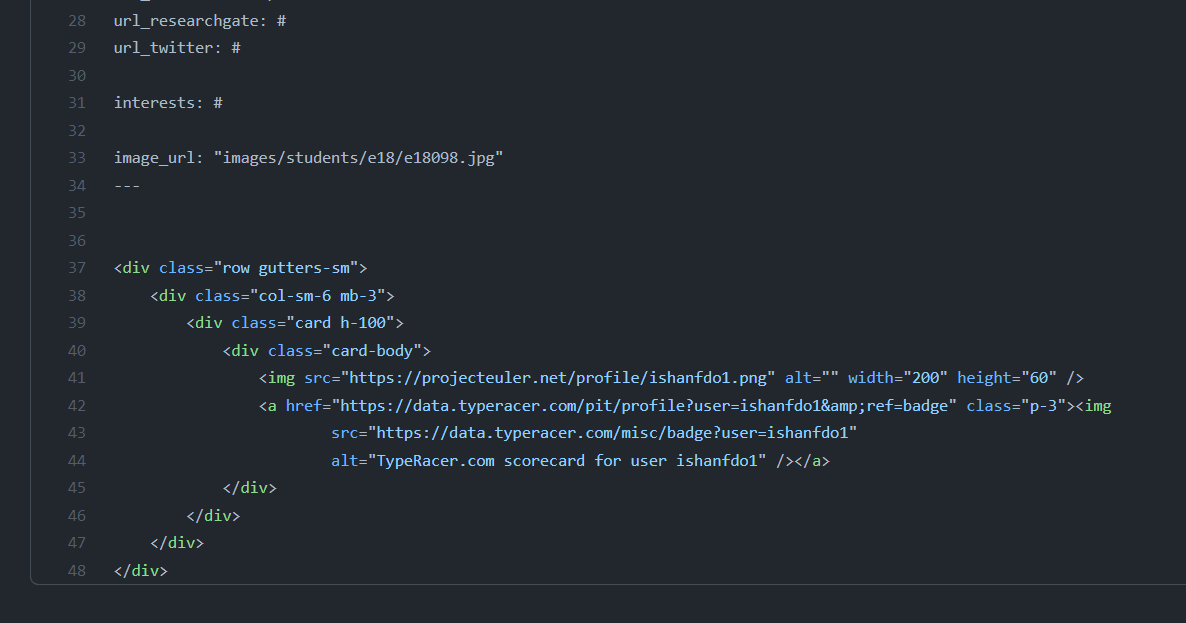 28 url_researchgate: #
29 url_twitter: #
30
31 interests: #
32
33 image_url: "images/students/e18/e18098.jpg"
34 ---
35
36
37 <div class="row gutters-sm">
38     <div class="col-sm-6 mb-3">
39         <div class="card h-100">
40             <div class="card-body">
41                 <img src="https://projecteuler.net/profile/ishanfdo1.png" alt="" width="200" height="60" />
42                 <a href="https://data.typeracer.com/pit/profile?user=ishanfdo1&amp;ref=badge" class="p-3"><img
43                         src="https://data.typeracer.com/misc/badge?user=ishanfdo1"
44                         alt="TypeRacer.com scorecard for user ishanfdo1" /></a>
45             </div>
46         </div>
47     </div>
48 </div>